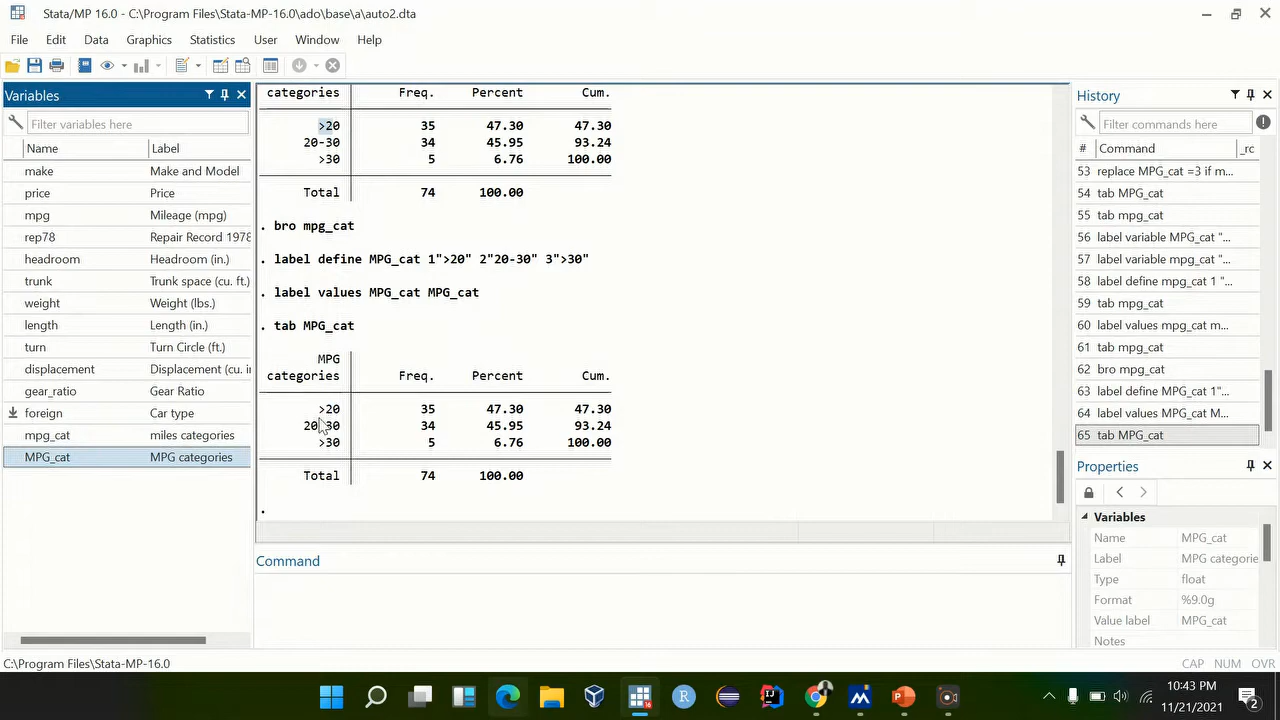 Stata/MP 16.0 - C:\Program Files\Stata-MP-16.0\ado\base\a\auto2.dta
File Edit Data Graphics Statistics User Window Help
Variables
Filter variables here
Name Label
make Make and Model
price Price
mpg Mileage (mpg)
rep78 Repair Record 1978
headroom Headroom (in.)
trunk Trunk space (cu. ft.)
weight Weight (lbs.)
length Length (in.)
turn Turn Circle (ft.)
displacement Displacement (cu. i
gear_ratio Gear Ratio
foreign Car type
mpg_cat miles categories
MPG_cat MPG categories
categories Freq. Percent Cum.
>20 35 47.30 47.30
20-30 34 45.95 93.24
>30 5 6.76 100.00
Total 74 100.00
. bro mpg_cat
. label define MPG_cat 1">20" 2"20-30" 3">30"
. label values MPG_cat MPG_cat
. tab MPG_cat
MPG
categories Freq. Percent Cum.
>20 35 47.30 47.30
20-30 34 45.95 93.24
>30 5 6.76 100.00
Total 74 100.00
.
Command
History
Filter commands here
# Command _rc
53 replace MPG_cat =3 if m...
54 tab MPG_cat
55 tab mpg_cat
56 label variable MPG_cat "...
57 label variable mpg_cat "...
58 label define mpg_cat 1 "...
59 tab mpg_cat
60 label values mpg_cat m...
61 tab mpg_cat
62 bro mpg_cat
63 label define MPG_cat 1"...
64 label values MPG_cat M...
65 tab MPG_cat
Properties
Variables
Name MPG_cat
Label MPG categorie
Type float
Format %9.0g
Value label MPG_cat
Notes
C:\Program Files\Stata-MP-16.0
CAP NUM OVR
10:43 PM
11/21/2021